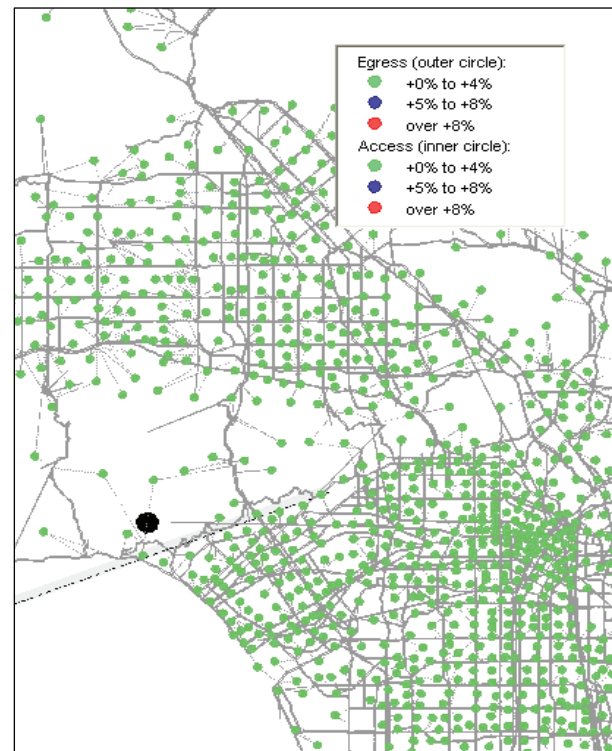 Egress (outer circle):
+0% to +4%
+5% to +8%
over +8%
Access (inner circle):
+0% to +4%
+5% to +8%
over +8%